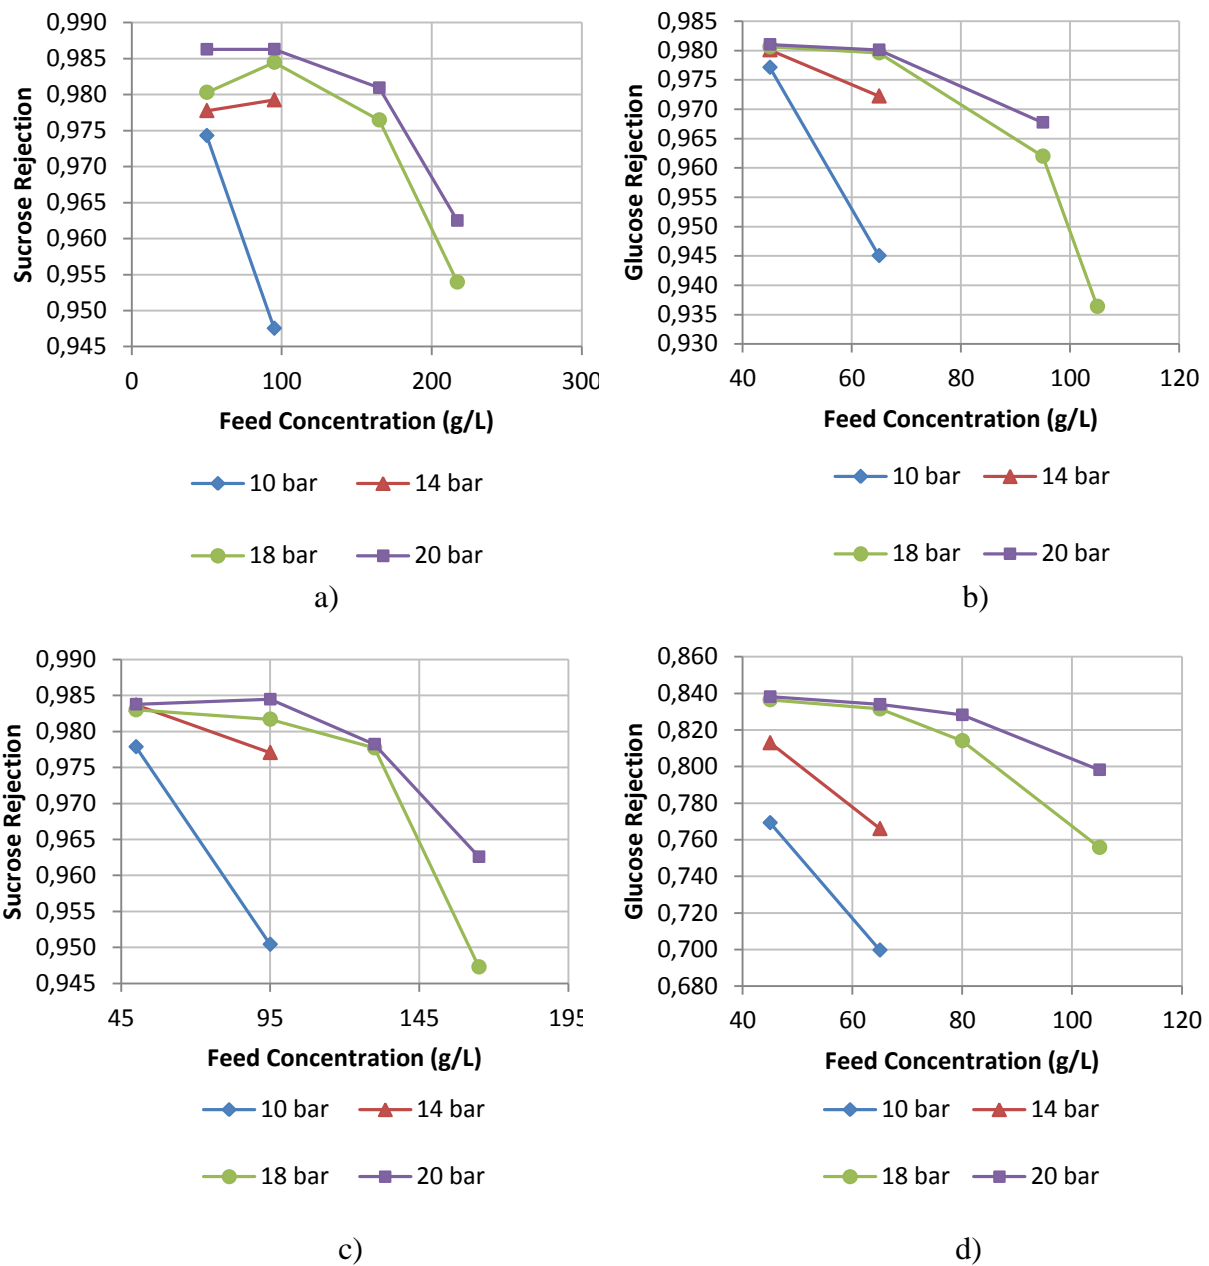 Sucrose Rejection
0,990
0,985
0,980
0,975
0,970
0,965
0,960
0,955
0,950
0,945
0 100 200 300
Feed Concentration (g/L)
10 bar 14 bar
18 bar 20 bar
a)
Glucose Rejection
0,985
0,980
0,975
0,970
0,965
0,960
0,955
0,950
0,945
0,940
0,935
0,930
40 60 80 100 120
Feed Concentration (g/L)
10 bar 14 bar
18 bar 20 bar
b)
Sucrose Rejection
0,990
0,985
0,980
0,975
0,970
0,965
0,960
0,955
0,950
0,945
45 95 145 195
Feed Concentration (g/L)
10 bar 14 bar
18 bar 20 bar
c)
Glucose Rejection
0,860
0,840
0,820
0,800
0,780
0,760
0,740
0,720
0,700
0,680
40 60 80 100 120
Feed Concentration (g/L)
10 bar 14 bar
18 bar 20 bar
d)